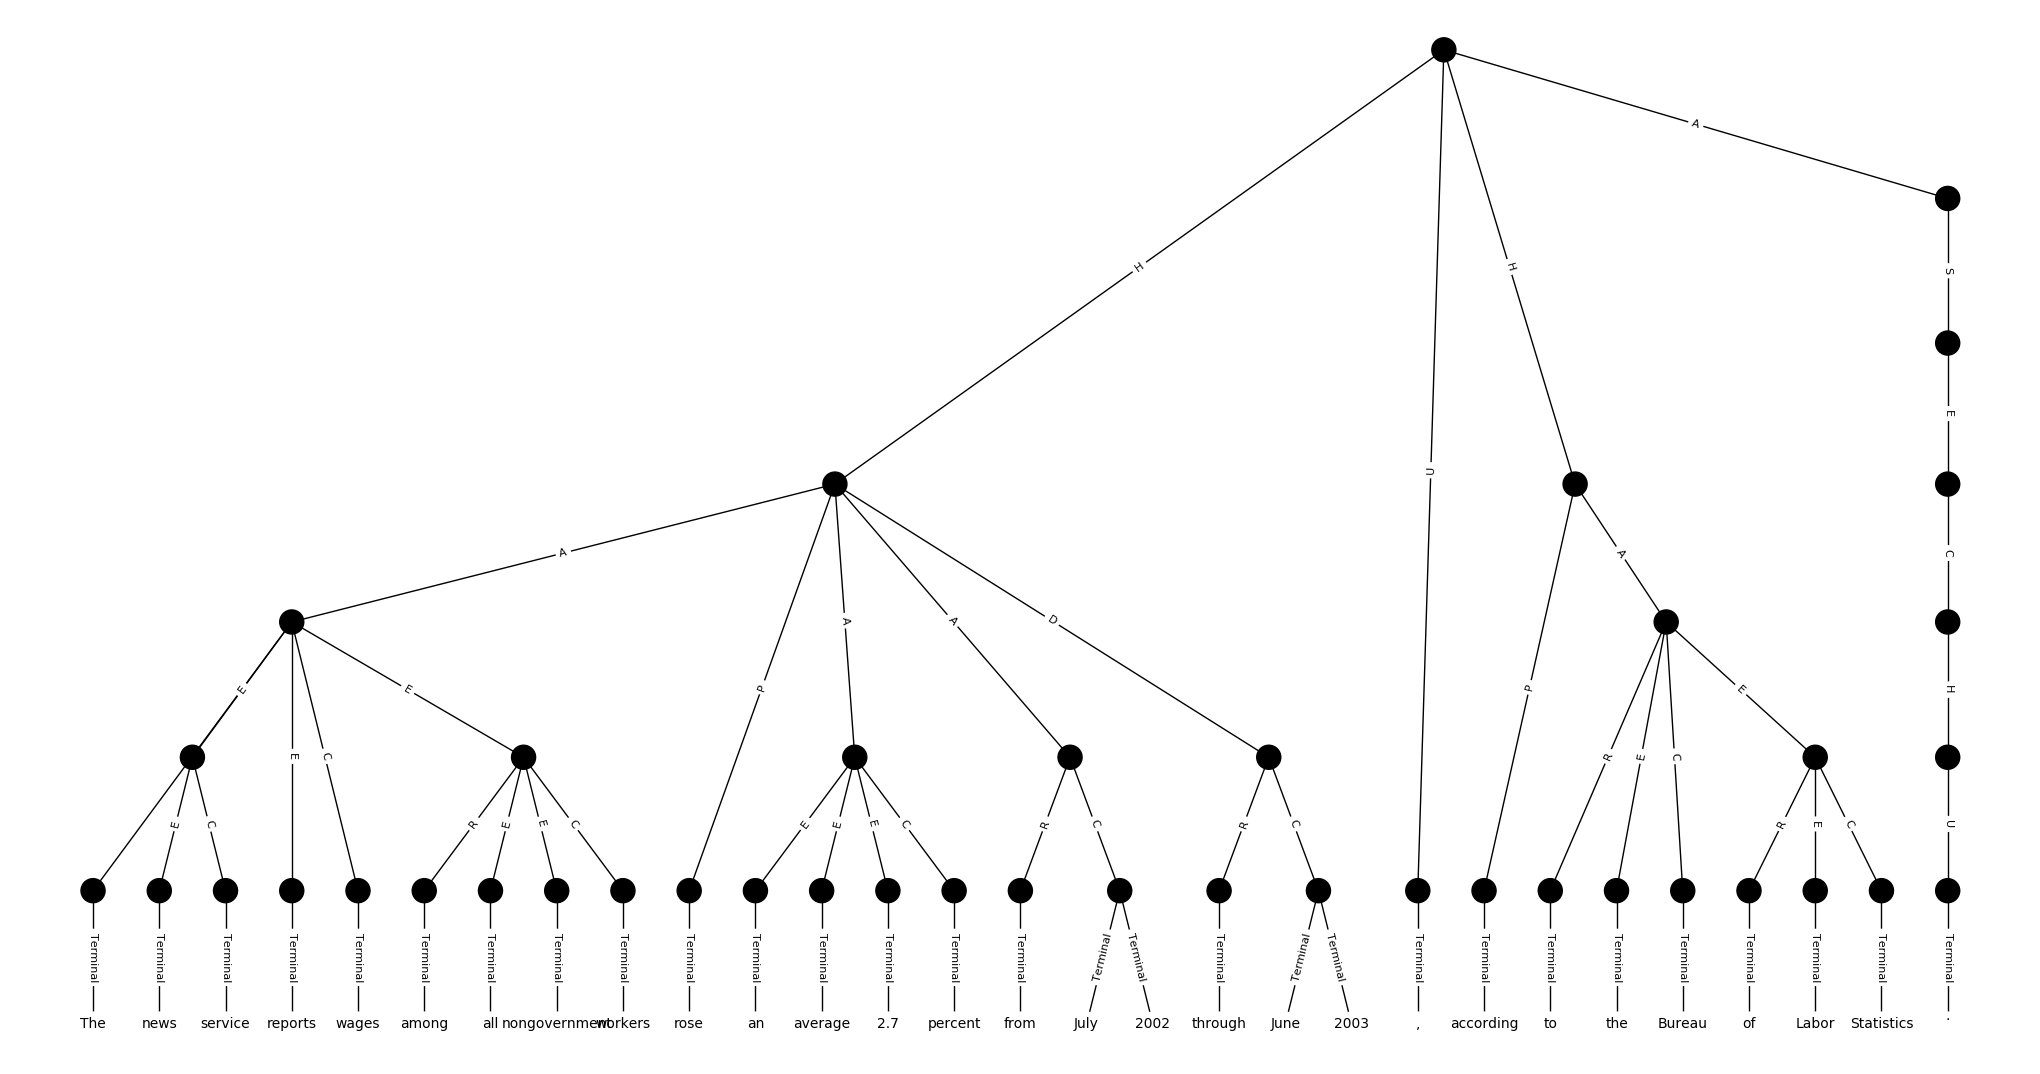 A
S
H
H
E
U
A
C
A
A
A
D
E
E
P
P
E
H
E
C
R
E
C
E
C
R
E
E
C
E
E
E
C
R
C
R
C
R
E
C
U
Terminal Terminal Terminal Terminal Terminal Terminal Terminal Terminal Terminal Terminal Terminal Terminal Terminal Terminal Terminal Terminal Terminal Terminal Terminal Terminal Terminal Terminal Terminal Terminal Terminal Terminal Terminal Terminal Terminal
The news service reports wages among all nongovernment workers rose an average 2.7 percent from July 2002 through June 2003 , according to the Bureau of Labor Statistics .